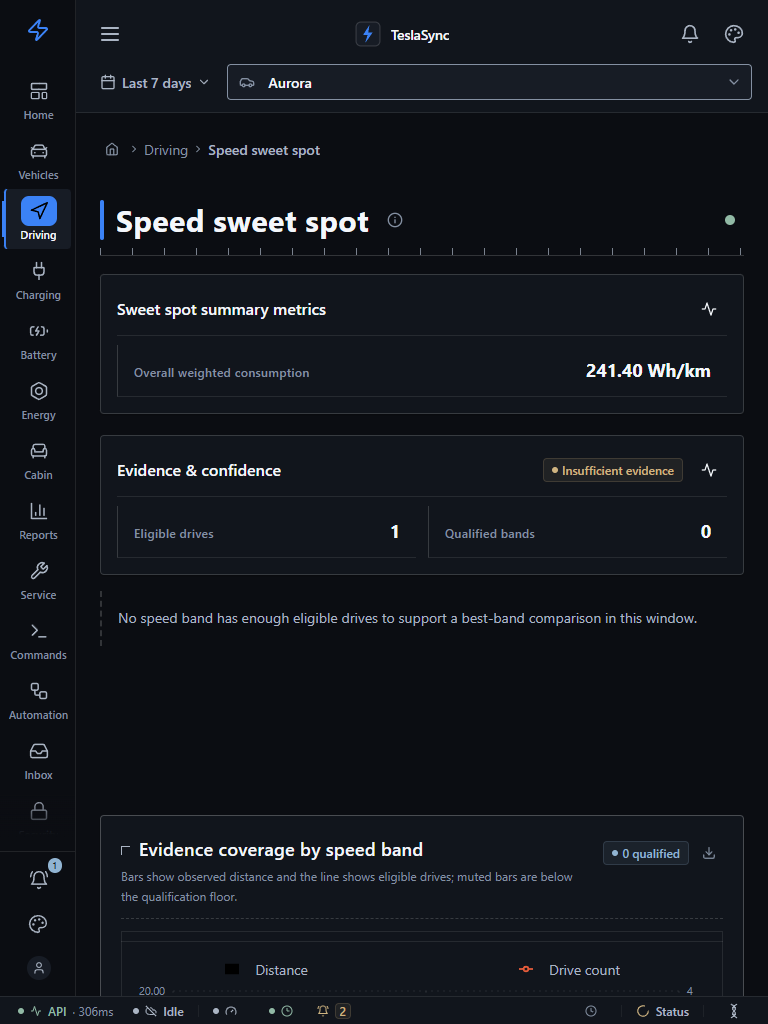 TeslaSync
Last 7 days
Aurora
Home
Vehicles
Driving
Charging
Battery
Energy
Cabin
Reports
Service
Commands
Automation
Inbox
1
Driving
Speed sweet spot
Speed sweet spot
Sweet spot summary metrics
Overall weighted consumption
241.40 Wh/km
Evidence & confidence
Insufficient evidence
Eligible drives
1
Qualified bands
0
No speed band has enough eligible drives to support a best-band comparison in this window.
Evidence coverage by speed band
0 qualified
Bars show observed distance and the line shows eligible drives; muted bars are below
the qualification floor.
Distance
Drive count
20.00
4
API · 306ms
Idle
2
Status